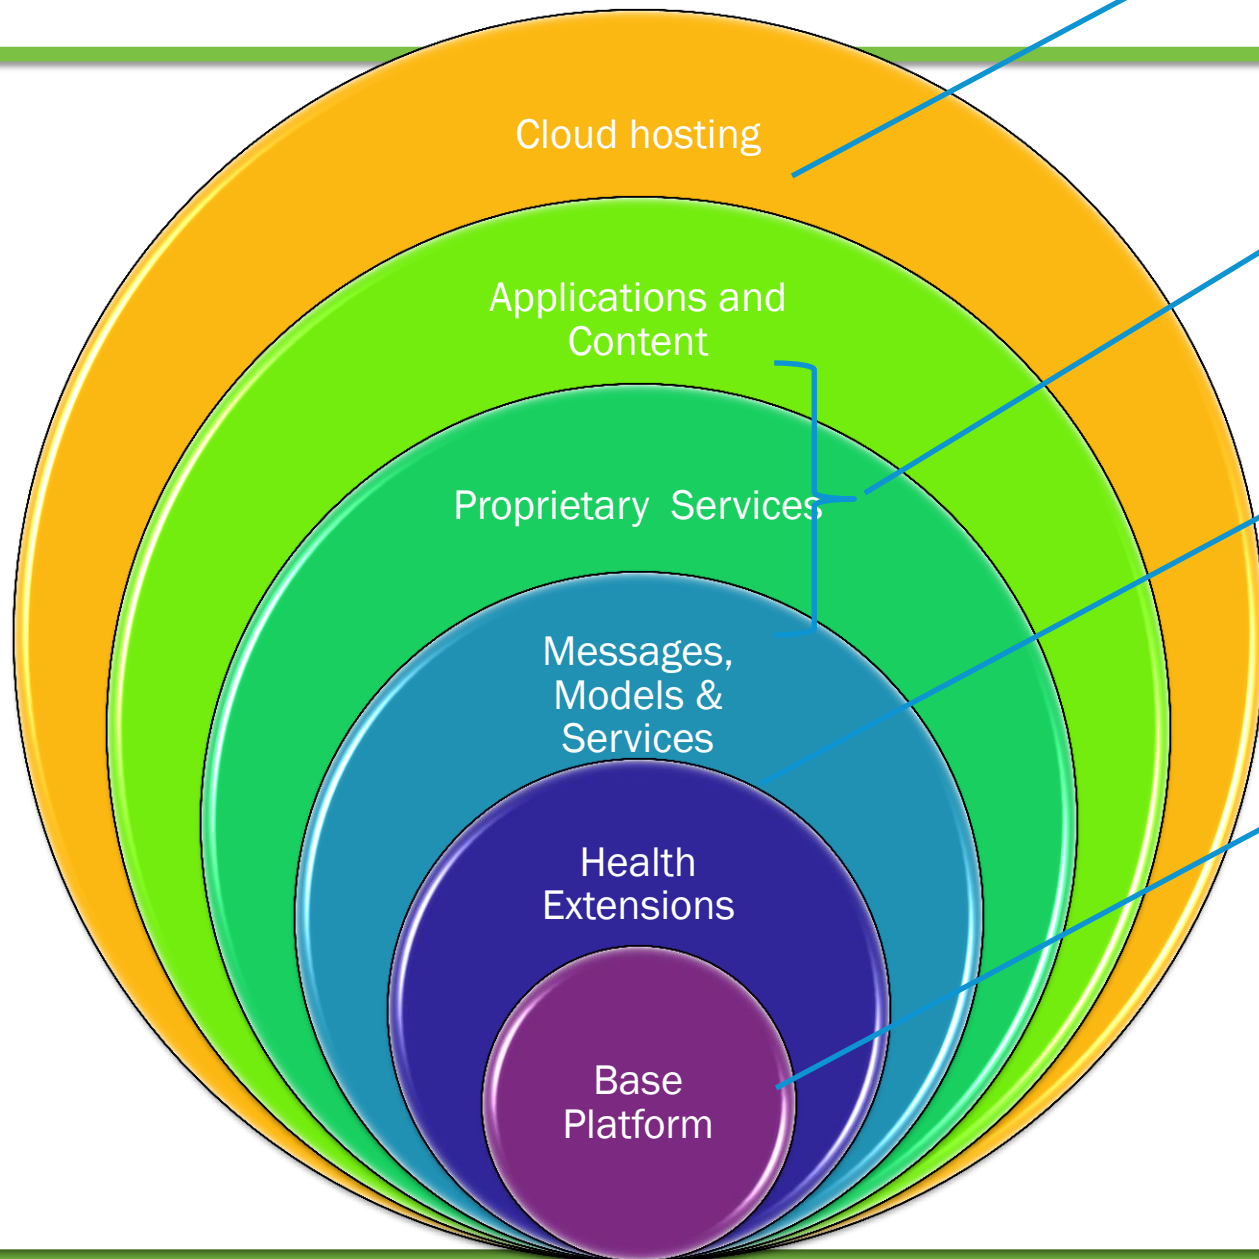 Cloud hosting
Applications and
Content
Proprietary  Services
Messages,
Models &
Services
Health
Extensions
Base
Platform